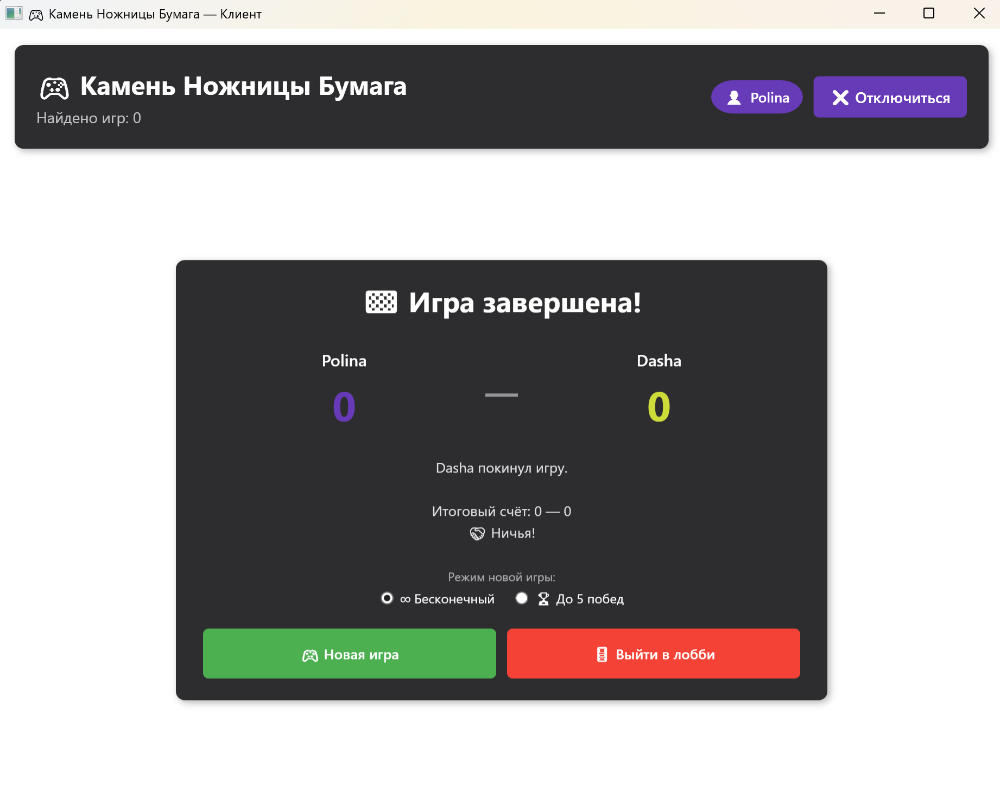 🎮 Камень Ножницы Бумага — Клиент
🎮 Камень Ножницы Бумага
Найдено игр: 0
👤 Polina
❌ Отключиться
🏁 Игра завершена!
Polina
Dasha
0
—
0
Dasha покинул игру.
Итоговый счёт: 0 — 0
🤝 Ничья!
Режим новой игры:
∞ Бесконечный
🏆 До 5 побед
🎮 Новая игра
🚪 Выйти в лобби